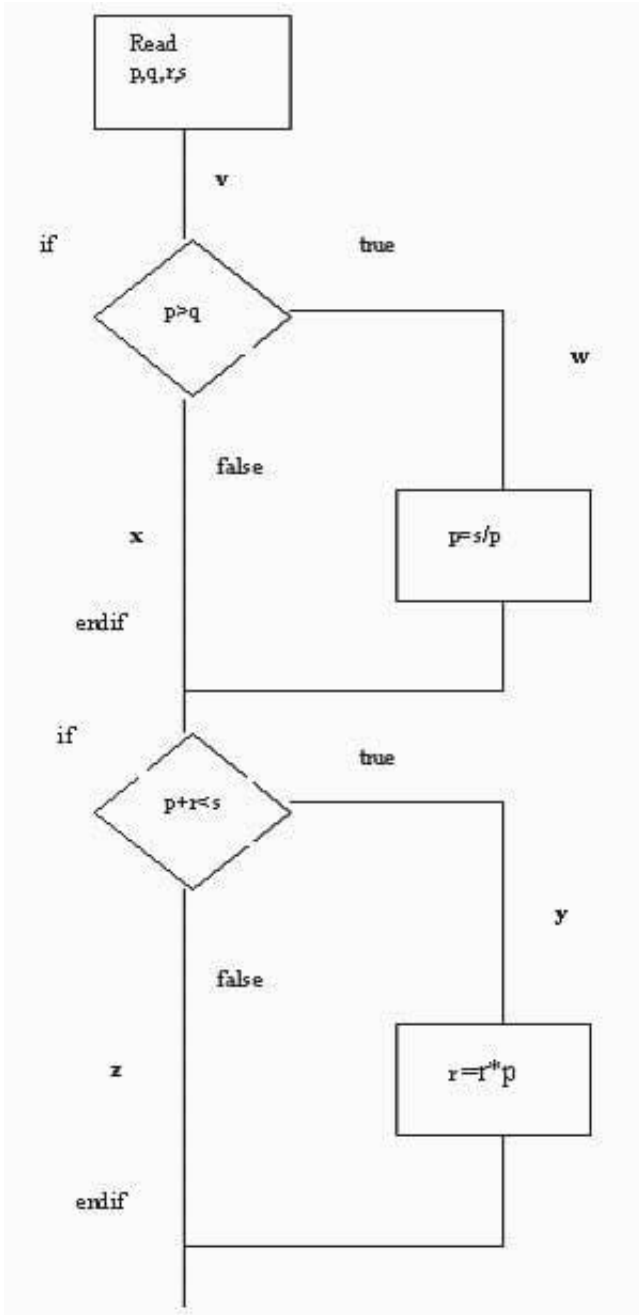 Read
p,q,r,s
v
if
true
p>q
w
false
x
p=s/p
endif
if
true
p+r<s
y
false
z
r=r*p
endif